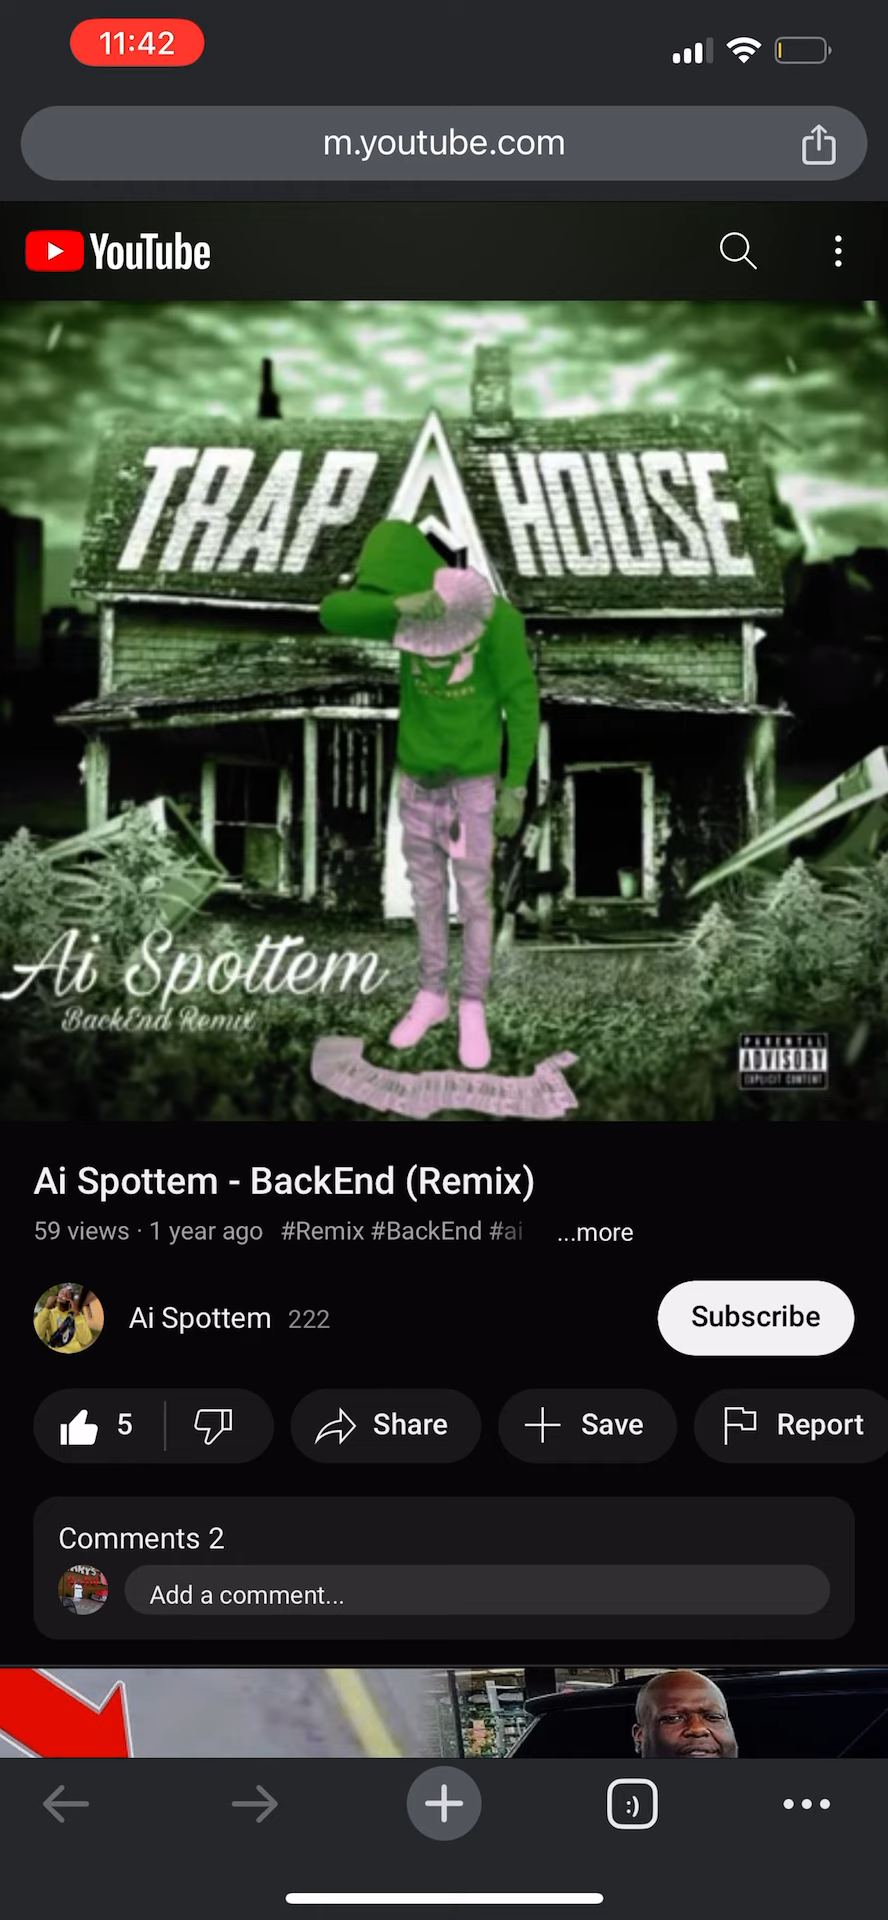 11:42
m.youtube.com
YouTube
TRAP HOUSE
Ai Spottem
BackEnd Remix
PARENTAL
ADVISORY
EXPLICIT CONTENT
Ai Spottem - BackEnd (Remix)
59 views · 1 year ago #Remix #BackEnd #ai ...more
Ai Spottem 222
Subscribe
5
Share
Save
Report
Comments 2
Add a comment...
:)